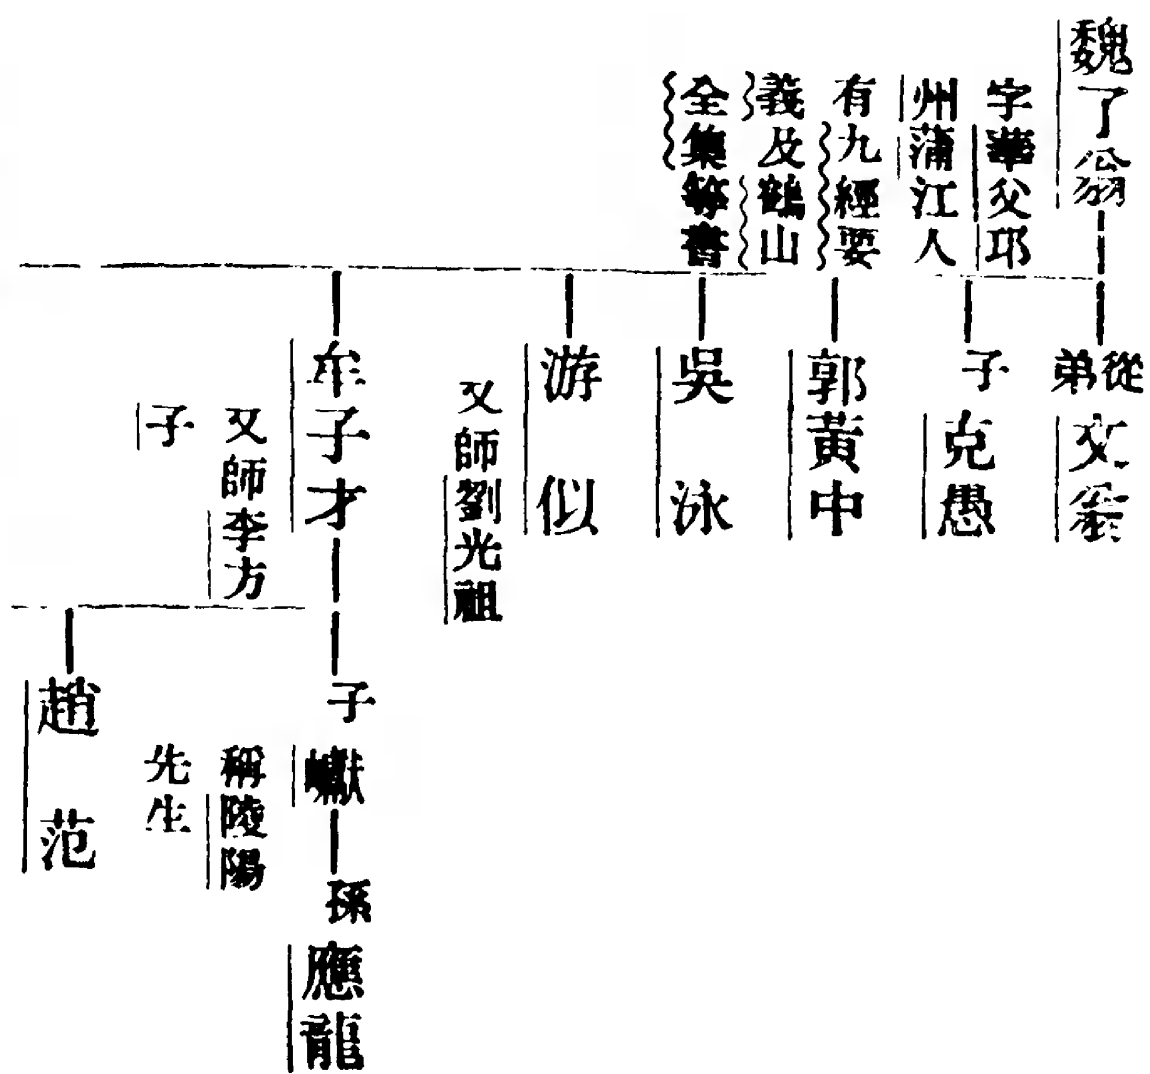 魏了翁
字華父邛
州蒲江人
有九經要
義及鶴山
全集等書
從弟
文翁
子
克愚
郭黃中
吳泳
游似
又師劉光祖
牟子才
又師李方
子
子
巘
稱陵陽
先生
孫
應龍
趙范